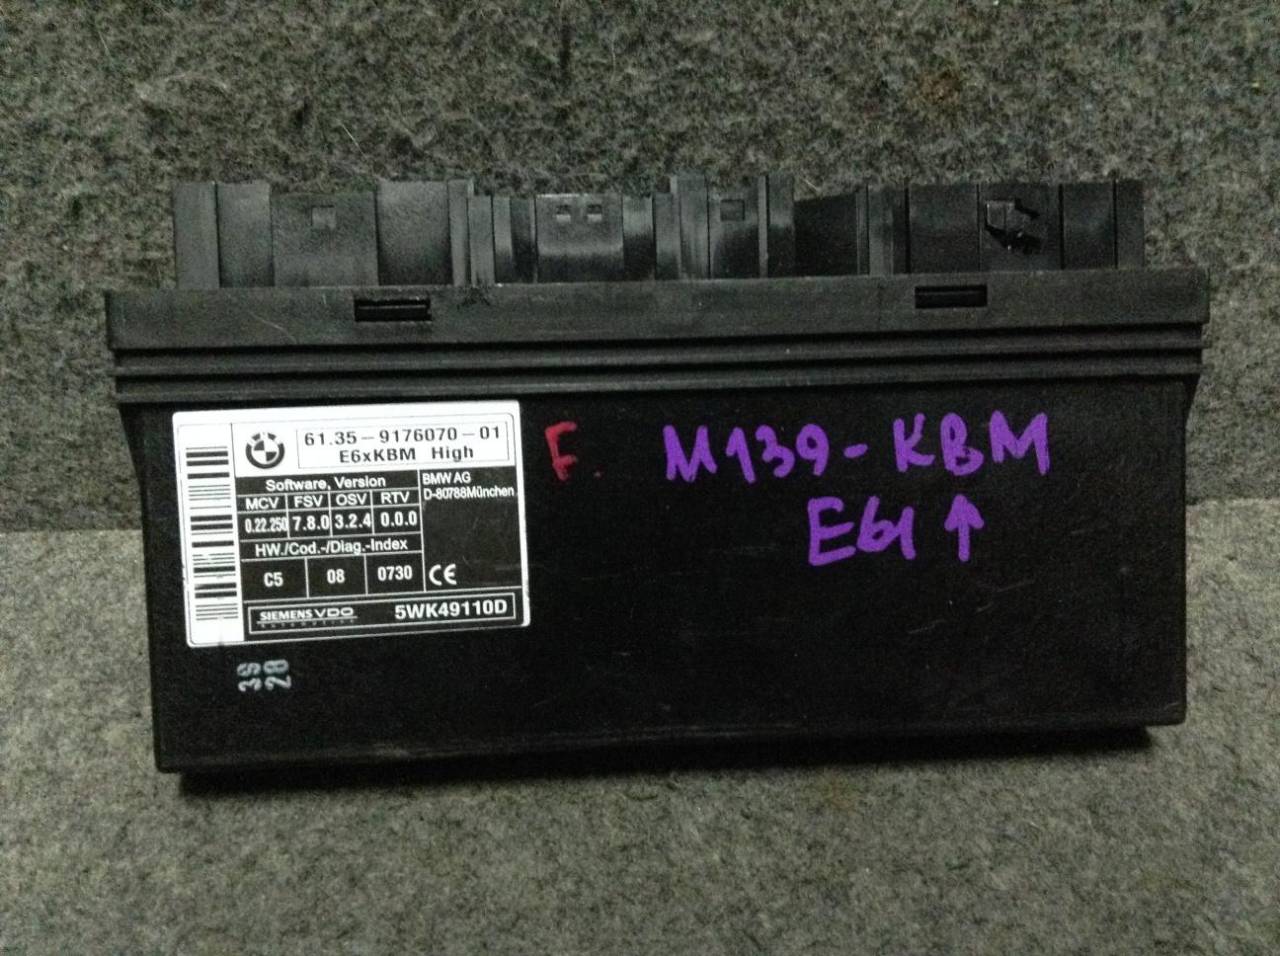 61.35-9176070-01
E6xKBM High
Software, Version
MCV FSV OSV RTV
0.22.250 7.8.0 3.2.4 0.0.0
HW./Cod.-/Diag.-Index
C5 08 0730
BMW AG
D-80788München
CE
SIEMENS VDO
AUTOMOTIVE
5WK49110D
39
28
F.
M139-KBM
E61↑